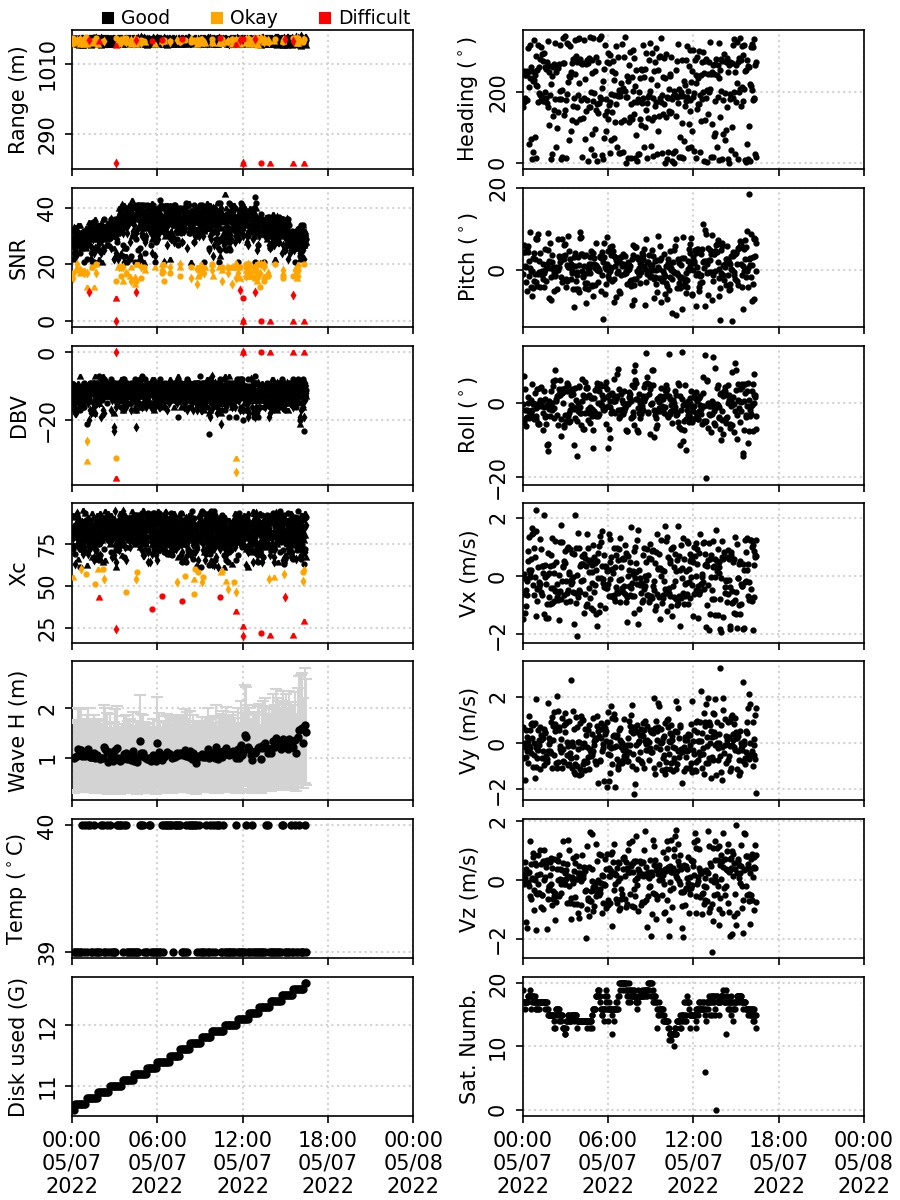 Good Okay Difficult
Range (m)
1010
290
Heading (°)
200
0
SNR
40
20
0
Pitch (°)
20
0
DBV
0
−20
Roll (°)
0
−20
Xc
75
50
25
Vx (m/s)
2
0
−2
Wave H (m)
2
1
Vy (m/s)
2
0
−2
Temp (°C)
40
39
Vz (m/s)
2
0
−2
Disk used (G)
12
11
Sat. Numb.
20
10
0
00:00 06:00 12:00 18:00 00:00
05/07 05/07 05/07 05/07 05/08
2022 2022 2022 2022 2022
00:00 06:00 12:00 18:00 00:00
05/07 05/07 05/07 05/07 05/08
2022 2022 2022 2022 2022